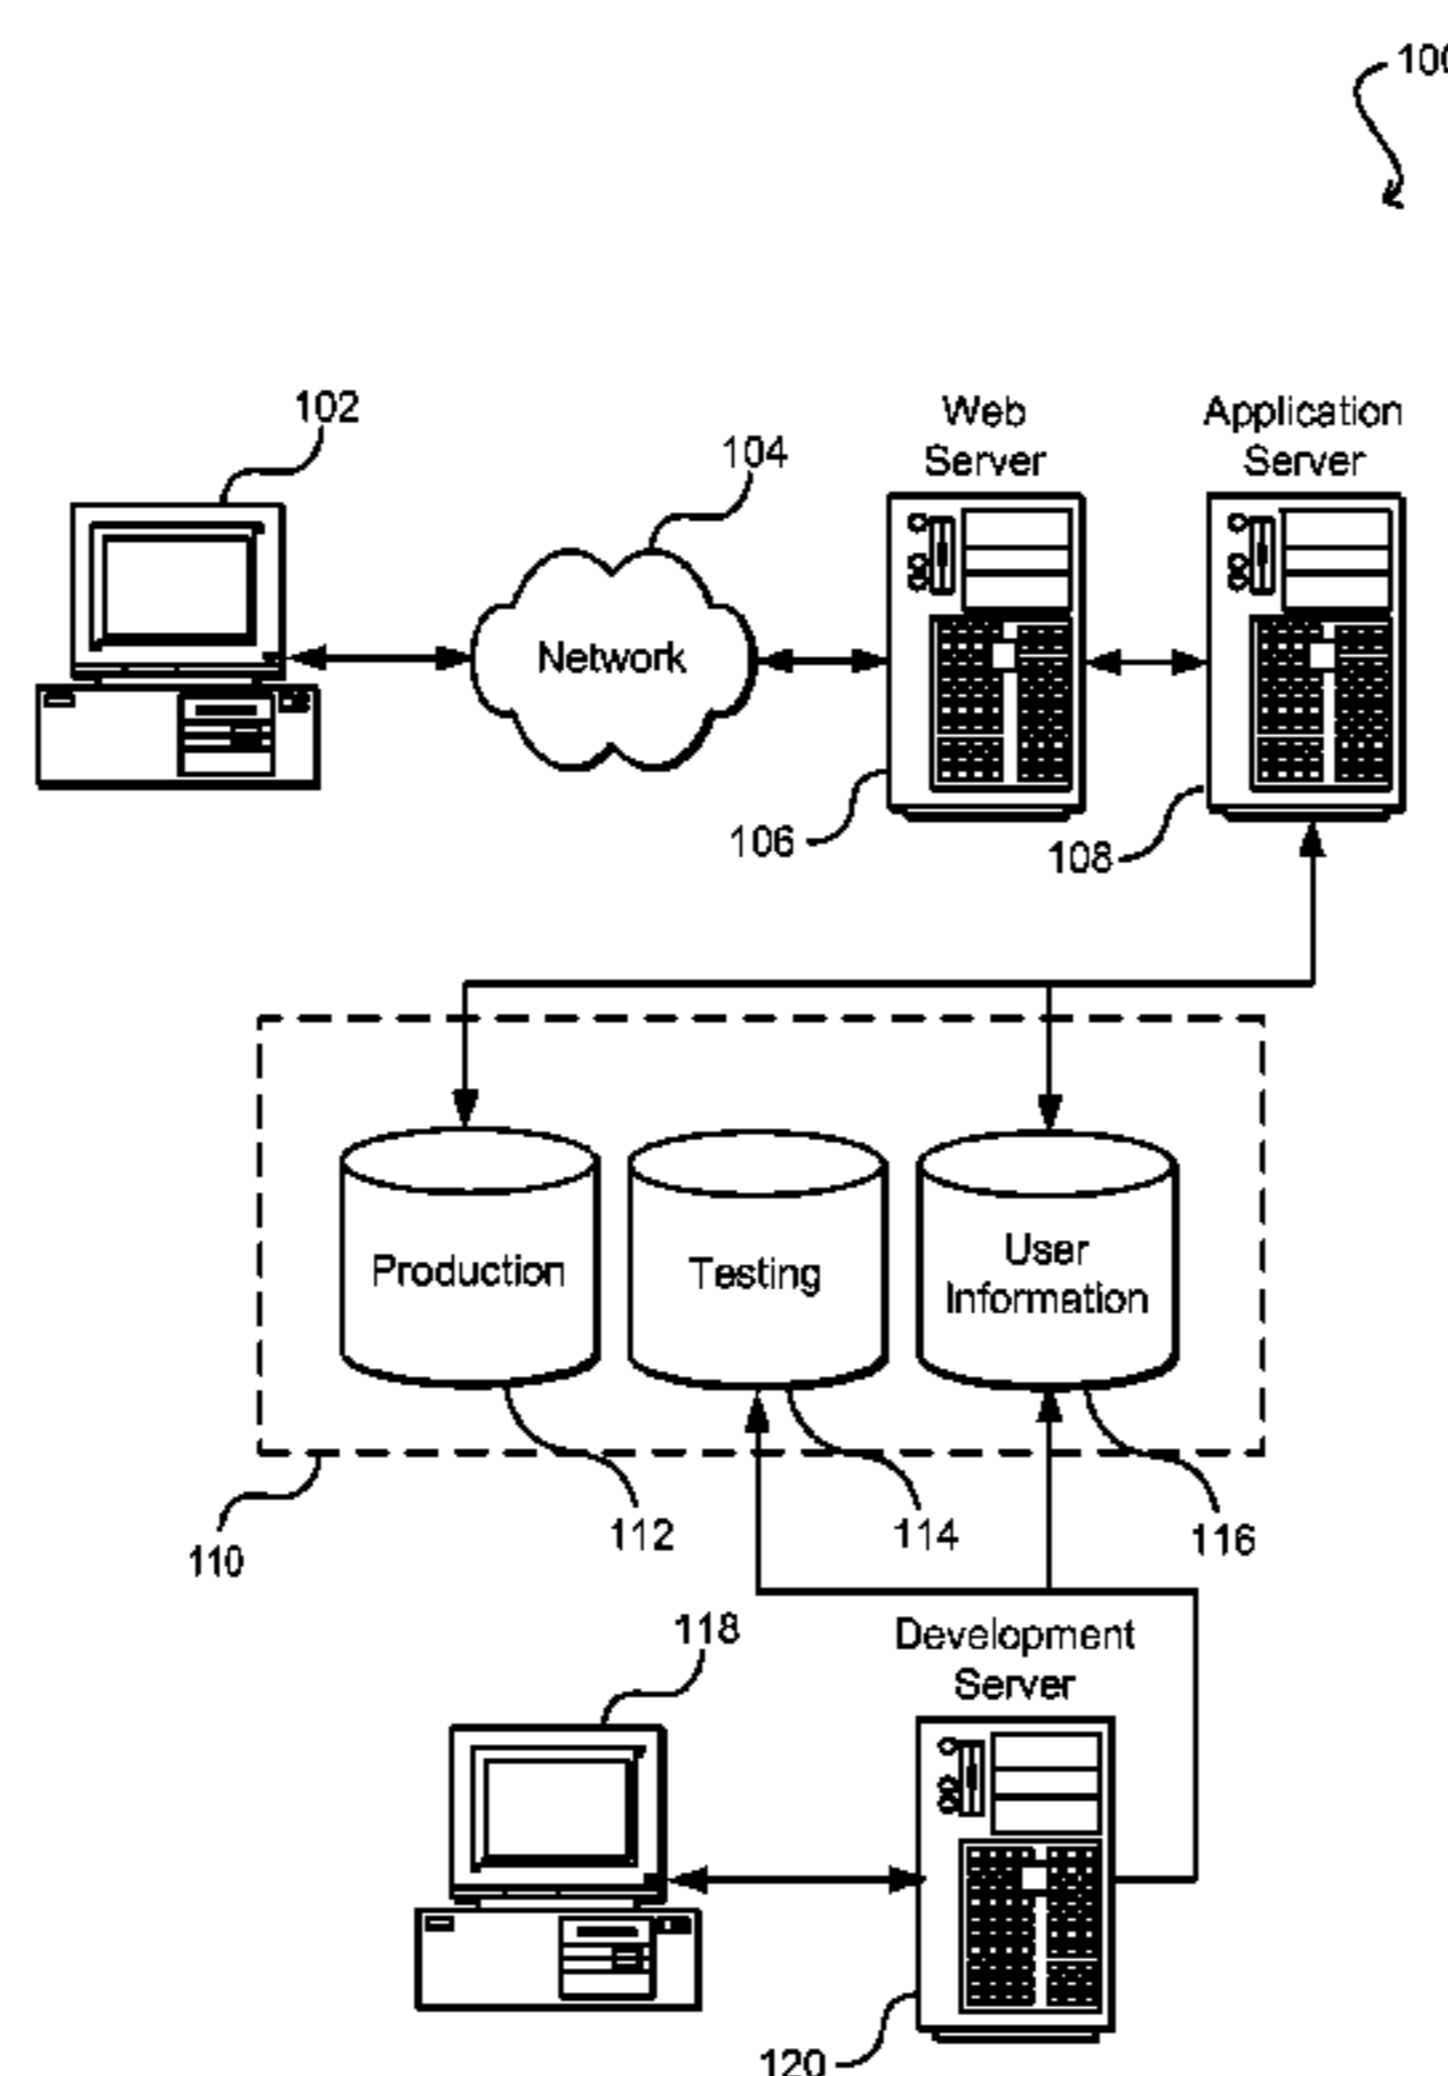 100
102
104
Web
Server
Application
Server
Network
106
108
Production
Testing
User
Information
110
112
114
116
118
Development
Server
120